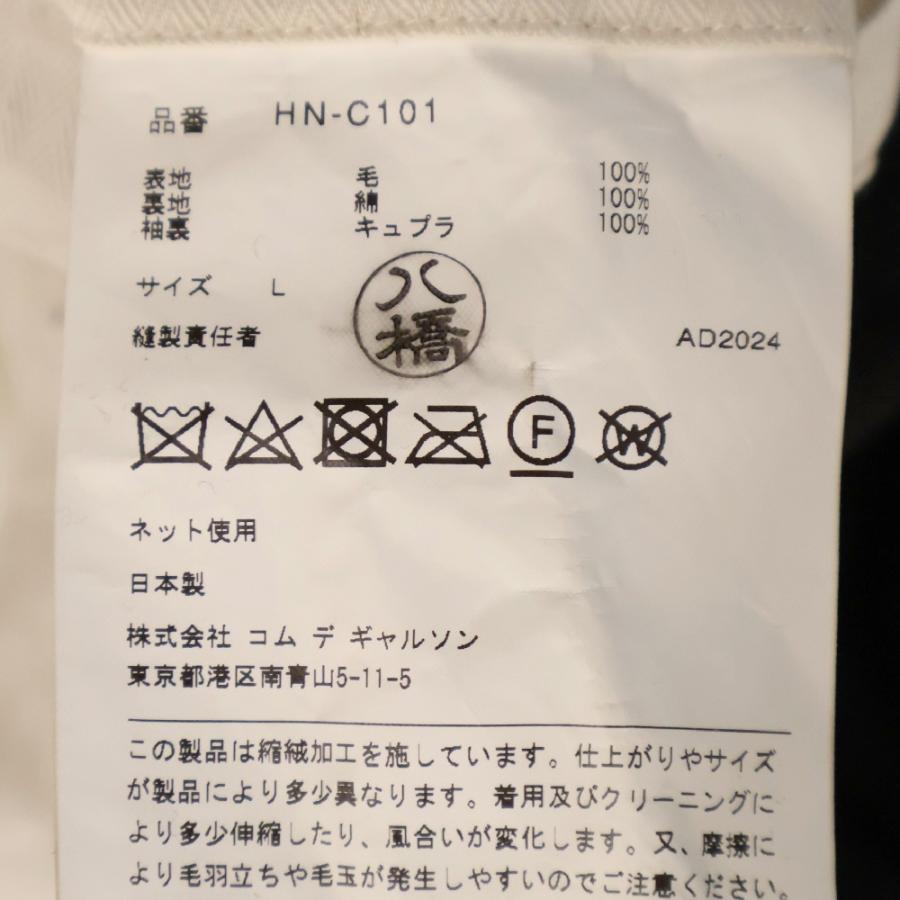 品番 HN-C101
表地 毛 100%
裏地 綿 100%
袖裏 キュプラ 100%
サイズ L
八橋
縫製責任者 AD2024
F W
ネット使用
日本製
株式会社 コム デ ギャルソン
東京都港区南青山5-11-5
この製品は縮絨加工を施しています。仕上がりやサイズ
が製品により多少異なります。着用及びクリーニングに
より多少伸縮したり、風合いが変化します。又、摩擦に
より毛羽立ちや毛玉が発生しやすいのでご注意ください。